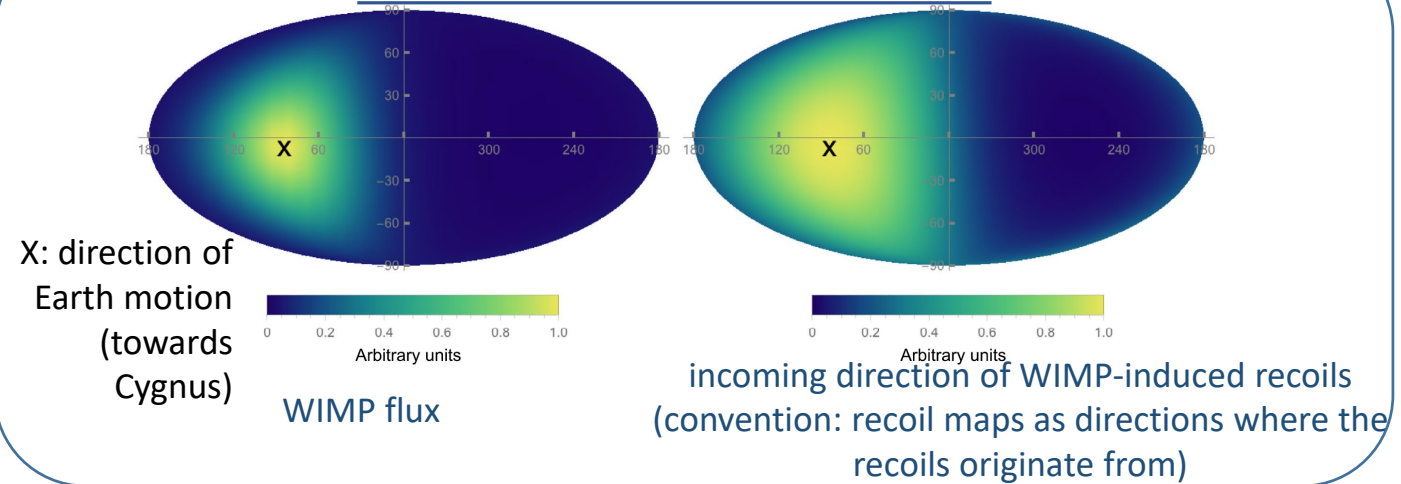 90 90
60 60
30 30
180 120 60 300 240 180 180 120 60 300 240 180
X X
-30 -30
-60 -60
-90 -90
X: direction of
Earth motion
(towards
Cygnus)
0 0.2 0.4 0.6 0.8 1.0
Arbitrary units
WIMP flux
0 0.2 0.4 0.6 0.8 1.0
Arbitrary units
incoming direction of WIMP-induced recoils
(convention: recoil maps as directions where the
recoils originate from)